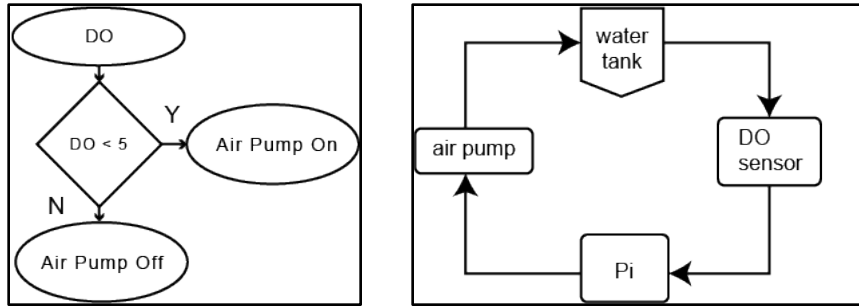 DO
Y
DO < 5
Air Pump On
N
Air Pump Off
water
tank
air pump
DO
sensor
Pi